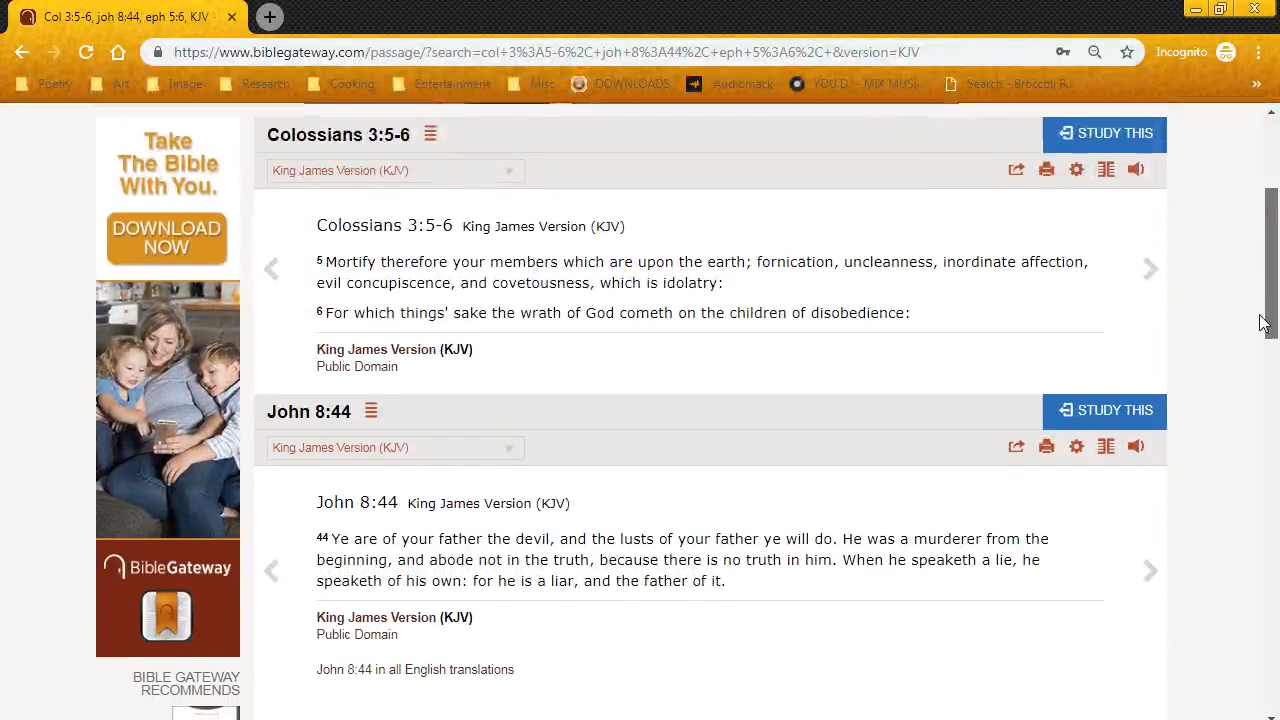 Col 3:5-6, joh 8:44, eph 5:6, KJV -
https://www.biblegateway.com/passage/?search=col+3%3A5-6%2C+joh+8%3A44%2C+eph+5%3A6%2C+&version=KJV
Incognito
Poetry Art Image Research Cooking Entertainment Misc DOWNLOADS Audiomack YOU.D. - MIX MUSI Search - Broccoli R... »
Take
The Bible
With You.
DOWNLOAD
NOW
BibleGateway
BIBLE GATEWAY
RECOMMENDS
Colossians 3:5-6
STUDY THIS
King James Version (KJV)
Colossians 3:5-6 King James Version (KJV)
5 Mortify therefore your members which are upon the earth; fornication, uncleanness, inordinate affection,
evil concupiscence, and covetousness, which is idolatry:
6 For which things' sake the wrath of God cometh on the children of disobedience:
King James Version (KJV)
Public Domain
John 8:44
STUDY THIS
King James Version (KJV)
John 8:44 King James Version (KJV)
44 Ye are of your father the devil, and the lusts of your father ye will do. He was a murderer from the
beginning, and abode not in the truth, because there is no truth in him. When he speaketh a lie, he
speaketh of his own: for he is a liar, and the father of it.
King James Version (KJV)
Public Domain
John 8:44 in all English translations